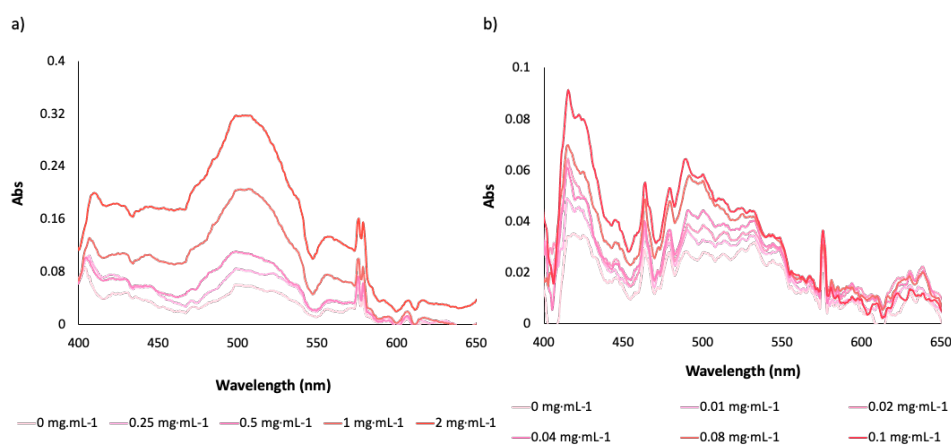 a)
0.4
0.32
0.24
0.16
0.08
0
Abs
400 450 500 550 600 650
Wavelength (nm)
0 mg.mL-1 0.25 mg·mL-1 0.5 mg·mL-1 1 mg·mL-1 2 mg·mL-1
b)
0.1
0.08
0.06
0.04
0.02
0
Abs
400 450 500 550 600 650
Wavelength (nm)
0 mg·mL-1 0.01 mg·mL-1 0.02 mg·mL-1
0.04 mg·mL-1 0.08 mg·mL-1 0.1 mg·mL-1